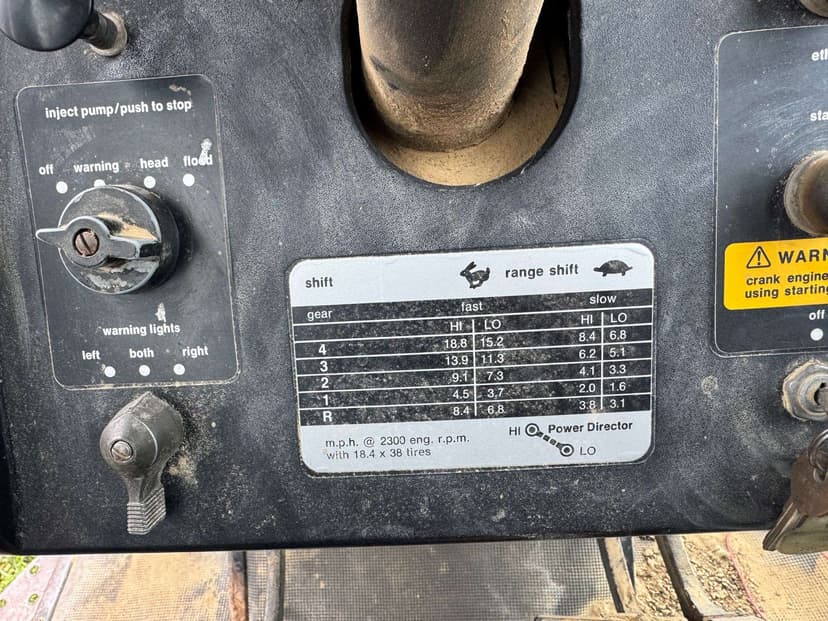 inject pump/push to stop
off warning head flood
warning lights
left both right
shift range shift
gear fast slow
HI LO HI LO
4 18.8 15.2 8.4 6.8
3 13.9 11.3 6.2 5.1
2 9.1 7.3 4.1 3.3
1 4.5 3.7 2.0 1.6
R 8.4 6.8 3.8 3.1
m.p.h. @ 2300 eng. r.p.m.
with 18.4 x 38 tires
HI Power Director
LO
crank engine
using starting
off